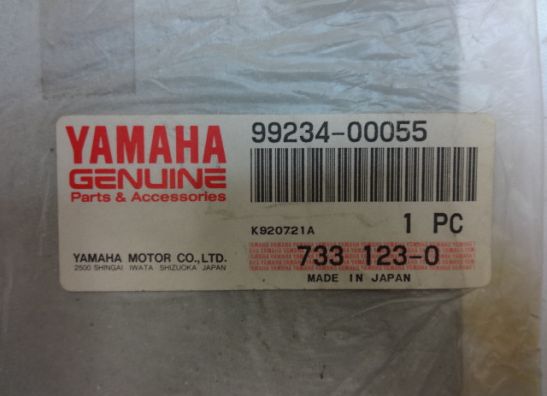 YAMAHA
GENUINE
Parts & Accessories
YAMAHA MOTOR CO., LTD.
2500 SHINGAI IWATA SHIZUOKA JAPAN
99234-00055
K920721A
1 PC
733 123-0
MADE IN JAPAN